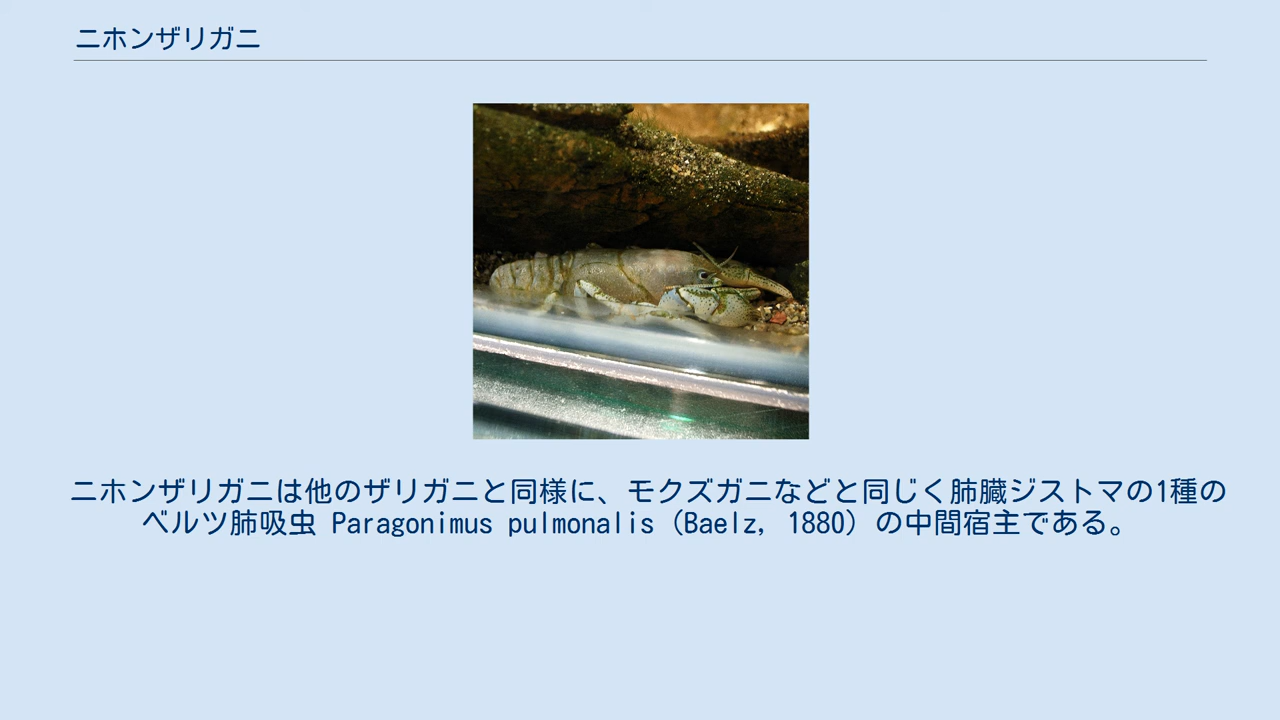 ニホンザリガニ
ニホンザリガニは他のザリガニと同様に、モクズガニなどと同じく肺臓ジストマの1種の
ベルツ肺吸虫 Paragonimus pulmonalis (Baelz, 1880) の中間宿主である。